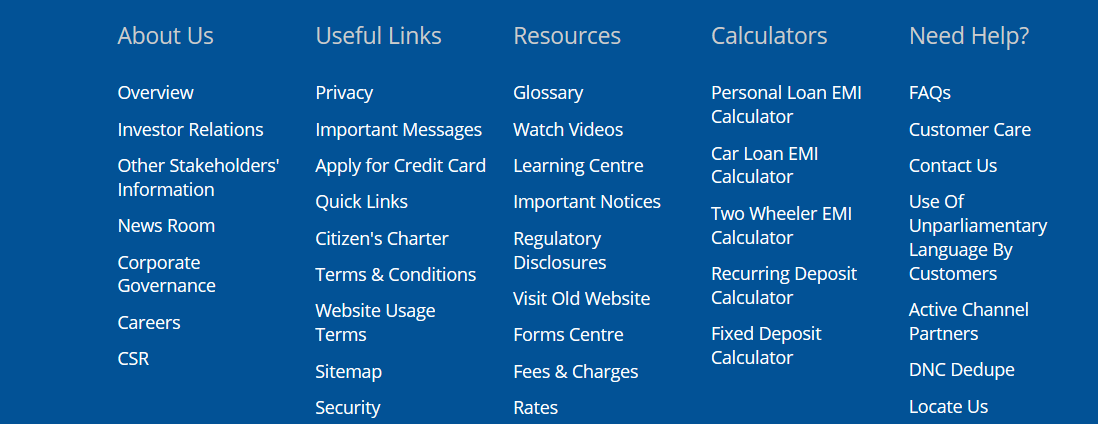 About Us
Overview
Investor Relations
Other Stakeholders'
Information
News Room
Corporate
Governance
Careers
CSR
Useful Links
Privacy
Important Messages
Apply for Credit Card
Quick Links
Citizen's Charter
Terms & Conditions
Website Usage
Terms
Sitemap
Security
Resources
Glossary
Watch Videos
Learning Centre
Important Notices
Regulatory
Disclosures
Visit Old Website
Forms Centre
Fees & Charges
Rates
Calculators
Personal Loan EMI
Calculator
Car Loan EMI
Calculator
Two Wheeler EMI
Calculator
Recurring Deposit
Calculator
Fixed Deposit
Calculator
Need Help?
FAQs
Customer Care
Contact Us
Use Of
Unparliamentary
Language By
Customers
Active Channel
Partners
DNC Dedupe
Locate Us